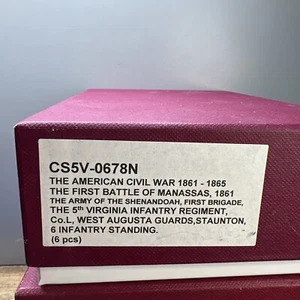 CS5V-0678N
THE AMERICAN CIVIL WAR 1861 - 1865
THE FIRST BATTLE OF MANASSAS, 1861
THE ARMY OF THE SHENANDOAH, FIRST BRIGADE,
THE 5th VIRGINIA INFANTRY REGIMENT,
Co.L, WEST AUGUSTA GUARDS,STAUNTON,
6 INFANTRY STANDING.
(6 pcs)